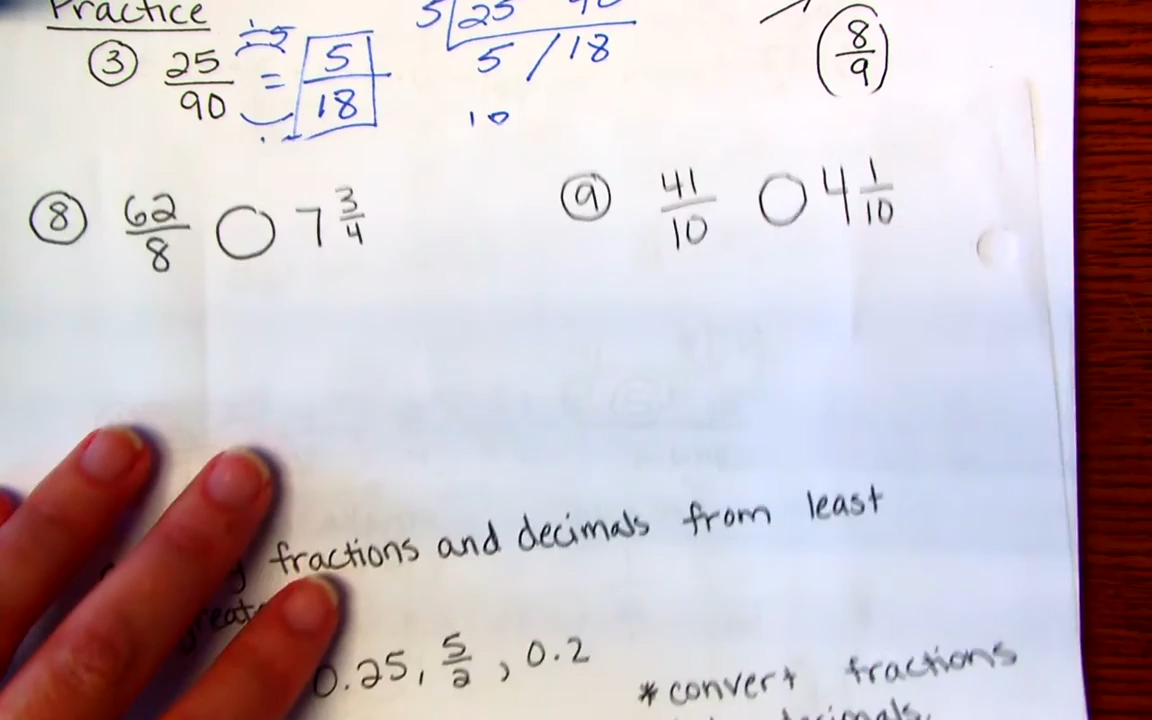 Practice
③ 25/90 = 5/18
5 25 90
5 / 18
10
8/9
⑧ 62/8 ○ 7 3/4
⑨ 41/10 ○ 4 1/10
fractions and decimals from least
0.25, 5/2, 0.2
*convert fractions
decimals.